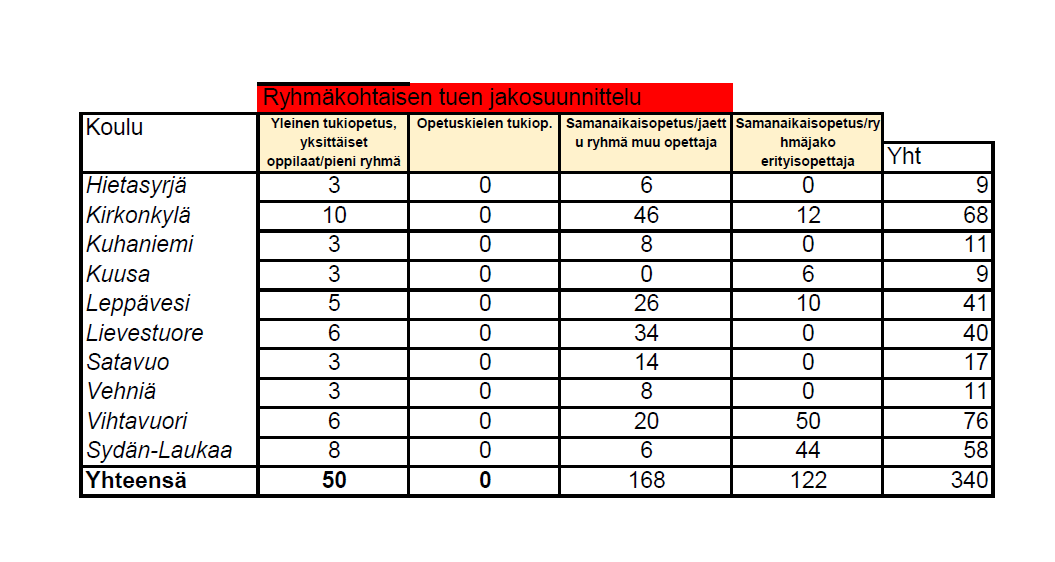 Ryhmäkohtaisen tuen jakosuunnittelu
Koulu
Yleinen tukiopetus,
yksittäiset
oppilaat/pieni ryhmä
Opetuskielen tukiop.
Samanaikaisopetus/jaett
u ryhmä muu opettaja
Samanaikaisopetus/ry
hmäjako
erityisopettaja
Yht
Hietasyrjä 3 0 6 0 9
Kirkonkylä 10 0 46 12 68
Kuhaniemi 3 0 8 0 11
Kuusa 3 0 0 6 9
Leppävesi 5 0 26 10 41
Lievestuore 6 0 34 0 40
Satavuo 3 0 14 0 17
Vehniä 3 0 8 0 11
Vihtavuori 6 0 20 50 76
Sydän-Laukaa 8 0 6 44 58
Yhteensä 50 0 168 122 340